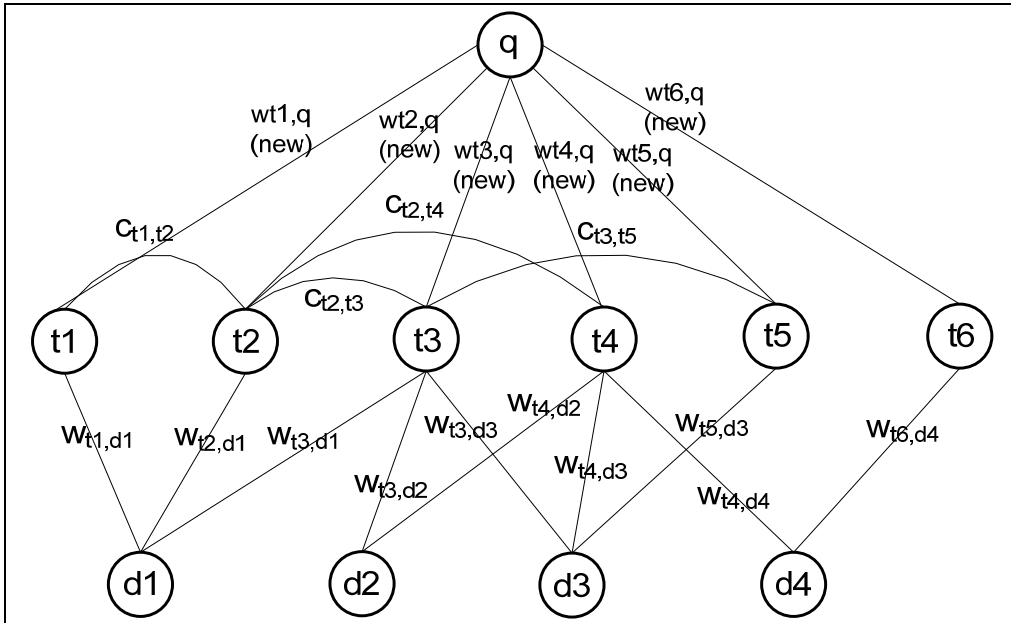 q
wt1,q
(new)
wt2,q
(new)
wt3,q
(new)
wt4,q
(new)
wt5,q
(new)
wt6,q
(new)
ct1,t2
ct2,t4
ct3,t5
ct2,t3
t1
t2
t3
t4
t5
t6
wt1,d1
wt2,d1
wt3,d1
wt3,d2
wt3,d3
wt4,d2
wt4,d3
wt5,d3
wt4,d4
wt6,d4
d1
d2
d3
d4